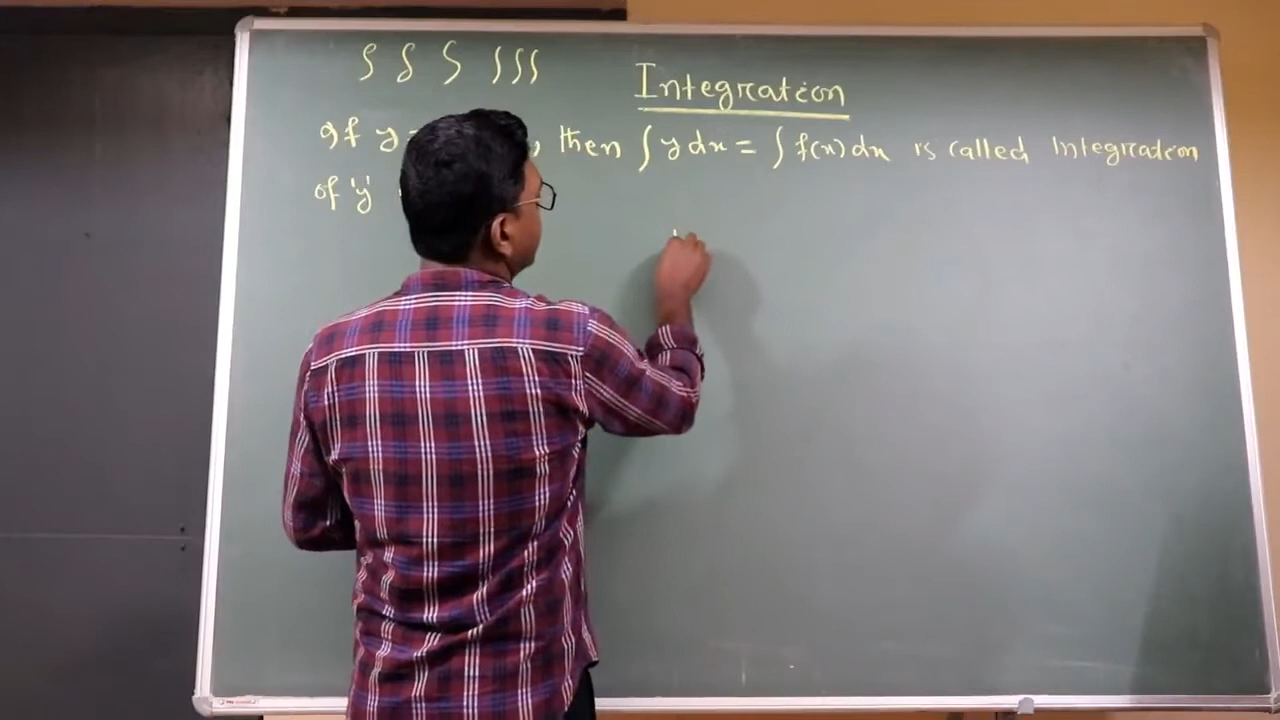 ∫ ∫ ∫ ∫∫∫
Integration
If y = , then ∫ y dx = ∫ f(x) dx is called Integration
of 'y'